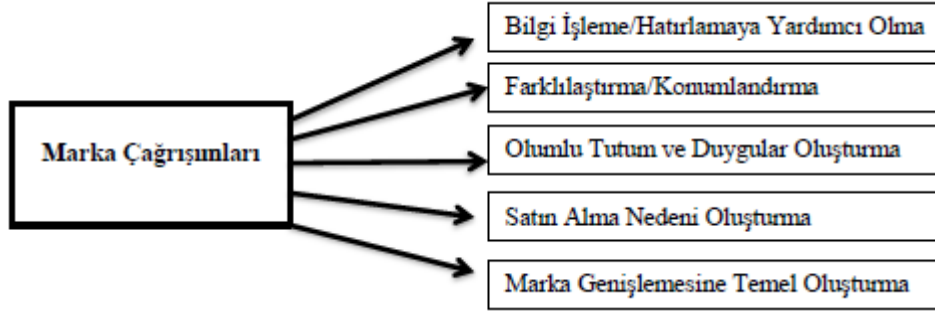 Marka Çağrışımları
Bilgi İşleme/Hatırlamaya Yardımcı Olma
Farklılaştırma/Konumlandırma
Olumlu Tutum ve Duygular Oluşturma
Satın Alma Nedeni Oluşturma
Marka Genişlemesine Temel Oluşturma